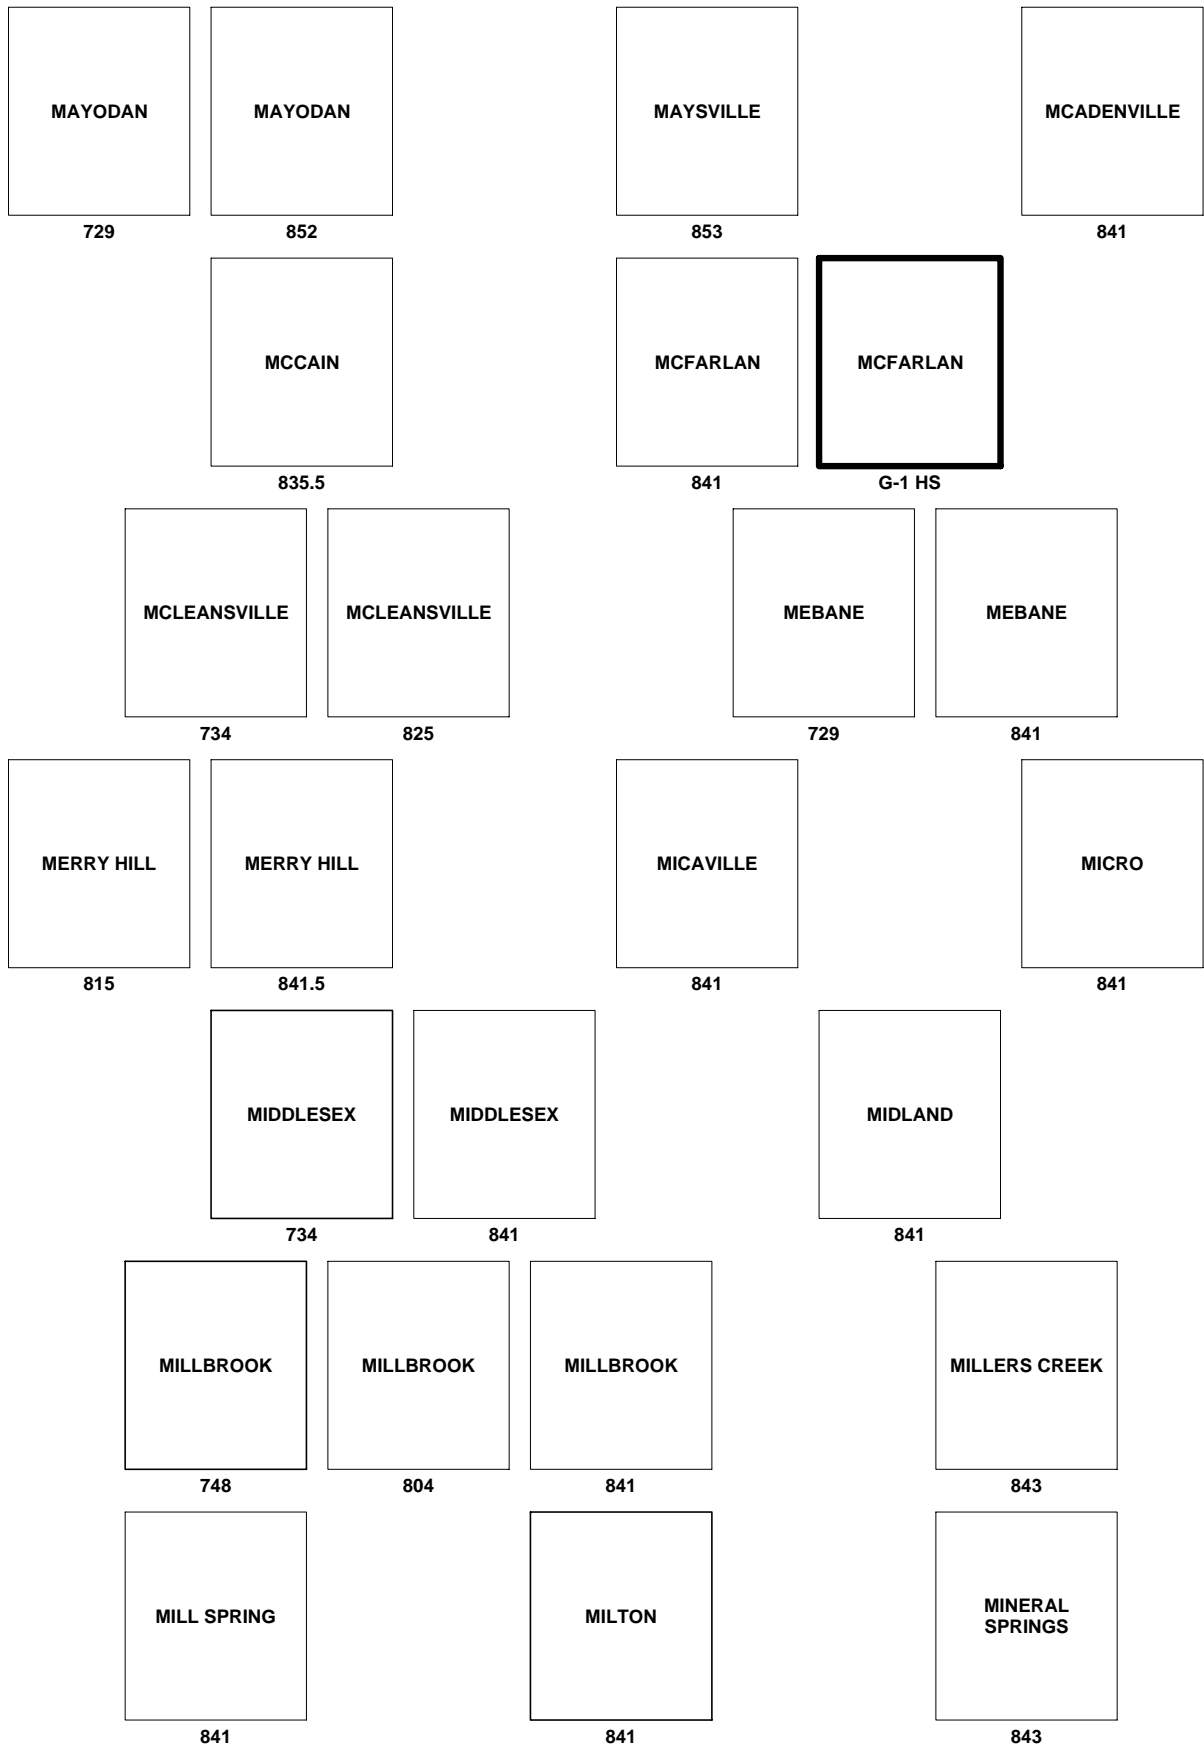 MAYODAN MAYODAN MAYSVILLE MCADENVILLE
729 852 853 841
MCCAIN MCFARLAN MCFARLAN
835.5 841 G-1 HS
MCLEANSVILLE MCLEANSVILLE MEBANE MEBANE
734 825 729 841
MERRY HILL MERRY HILL MICAVILLE MICRO
815 841.5 841 841
MIDDLESEX MIDDLESEX MIDLAND
734 841 841
MILLBROOK MILLBROOK MILLBROOK MILLERS CREEK
748 804 841 843
MILL SPRING MILTON MINERAL
SPRINGS
841 841 843